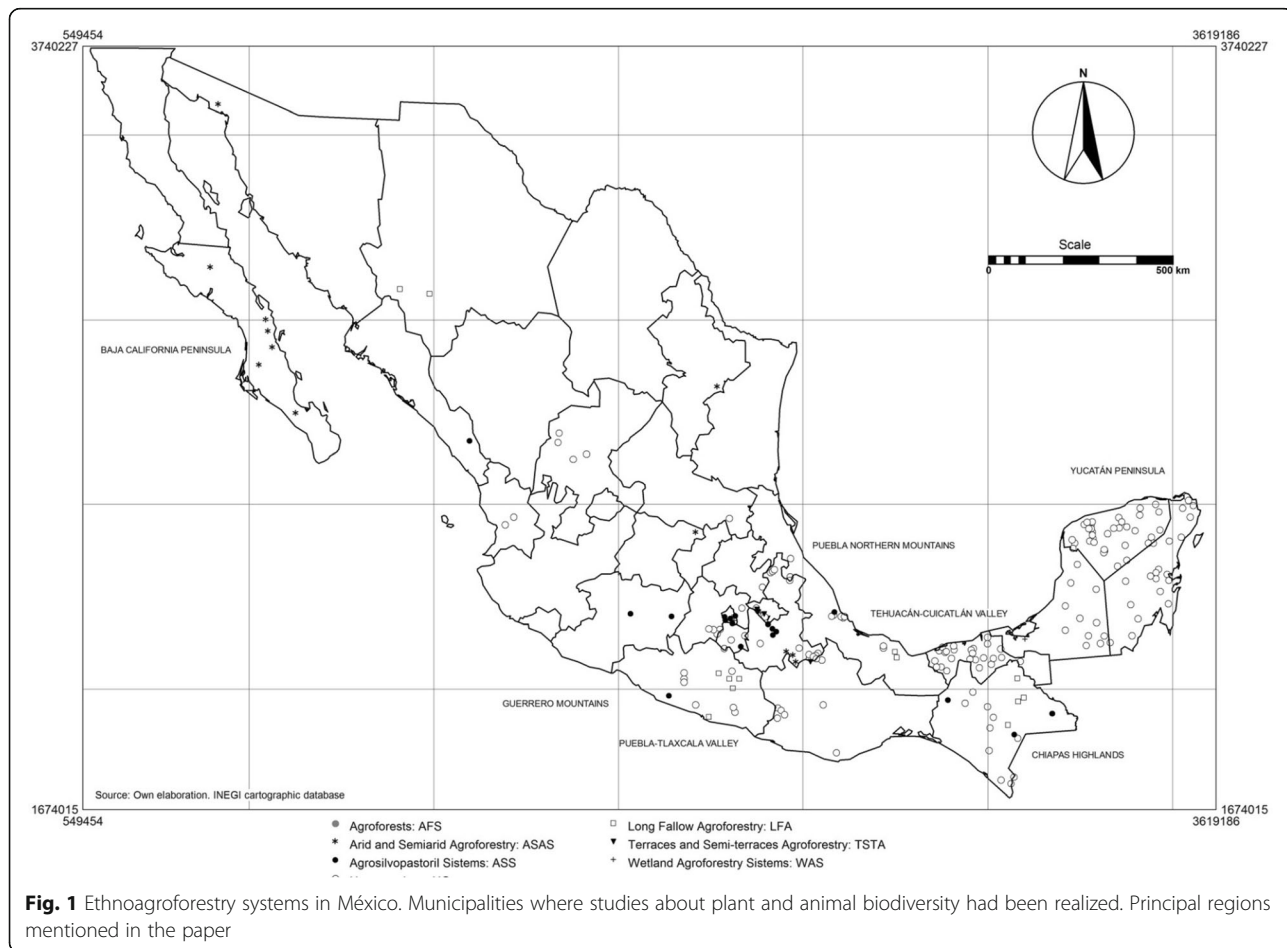 549454
3619186
3740227
3740227
N
Scale
0
500 km
BAJA CALIFORNIA PENINSULA
YUCATÁN PENINSULA
PUEBLA NORTHERN MOUNTAINS
TEHUACÁN-CUICATLÁN VALLEY
GUERRERO MOUNTAINS
PUEBLA-TLAXCALA VALLEY
CHIAPAS HIGHLANDS
Source: Own elaboration. INEGI cartographic database
1674015
1674015
549454
3619186
Agroforests: AFS
Long Fallow Agroforestry: LFA
Arid and Semiarid Agroforestry: ASAS
Terraces and Semi-terraces Agroforestry: TSTA
Agrosilvopastoril Sistems: ASS
Wetland Agroforestry Sistems: WAS
Fig. 1 Ethnoagroforestry systems in México. Municipalities where studies about plant and animal biodiversity had been realized. Principal regions
mentioned in the paper